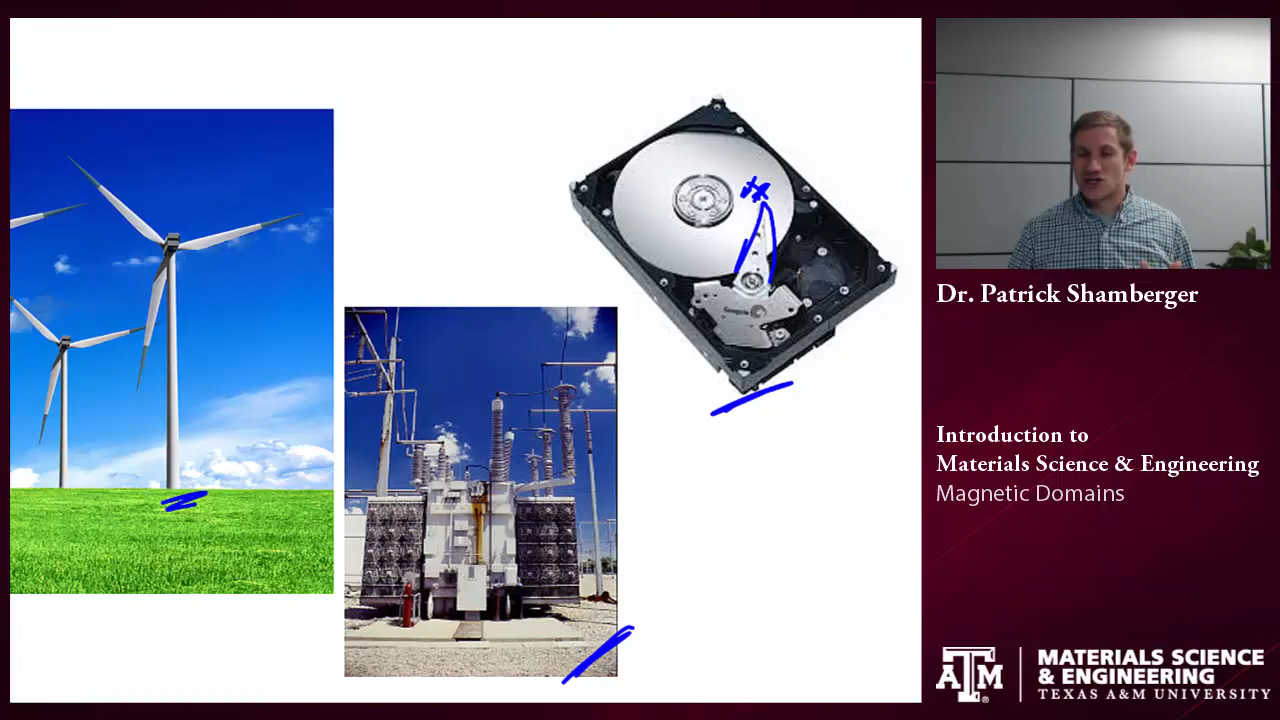 Dr. Patrick Shamberger
Introduction to
Materials Science & Engineering
Magnetic Domains
A&M
MATERIALS SCIENCE
& ENGINEERING
TEXAS A&M UNIVERSITY